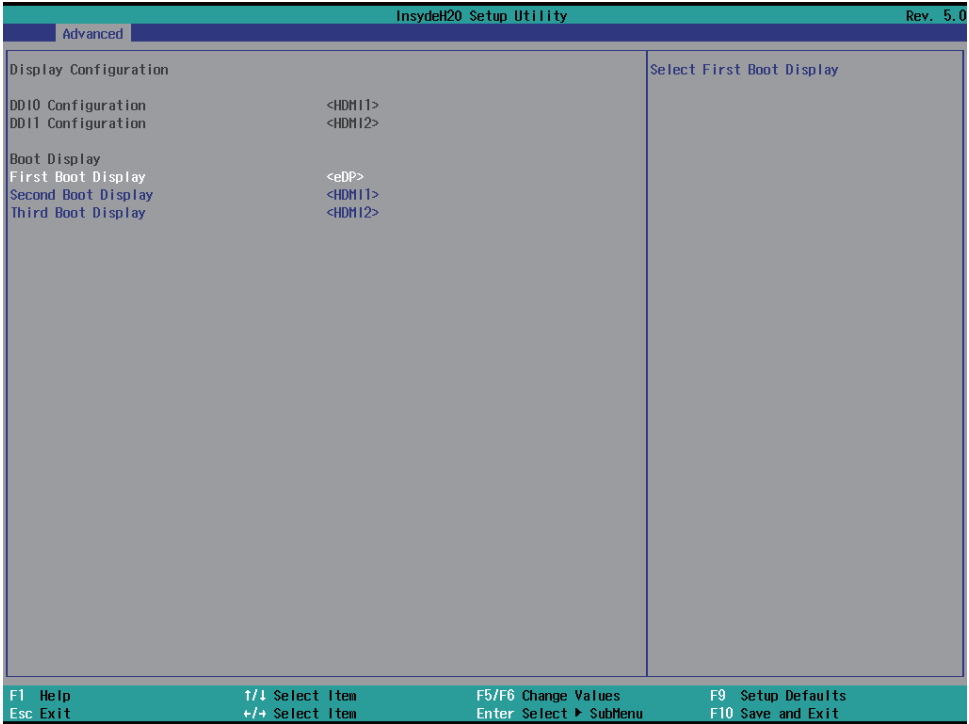 InsydeH20 Setup Utility Rev. 5.0
Advanced
Display Configuration
Select First Boot Display
DDI0 Configuration <HDMI1>
DDI1 Configuration <HDMI2>
Boot Display
First Boot Display <eDP>
Second Boot Display <HDMI1>
Third Boot Display <HDMI2>
F1 Help ↑/↓ Select Item F5/F6 Change Values F9 Setup Defaults
Esc Exit ←/→ Select Item Enter Select ▶ SubMenu F10 Save and Exit